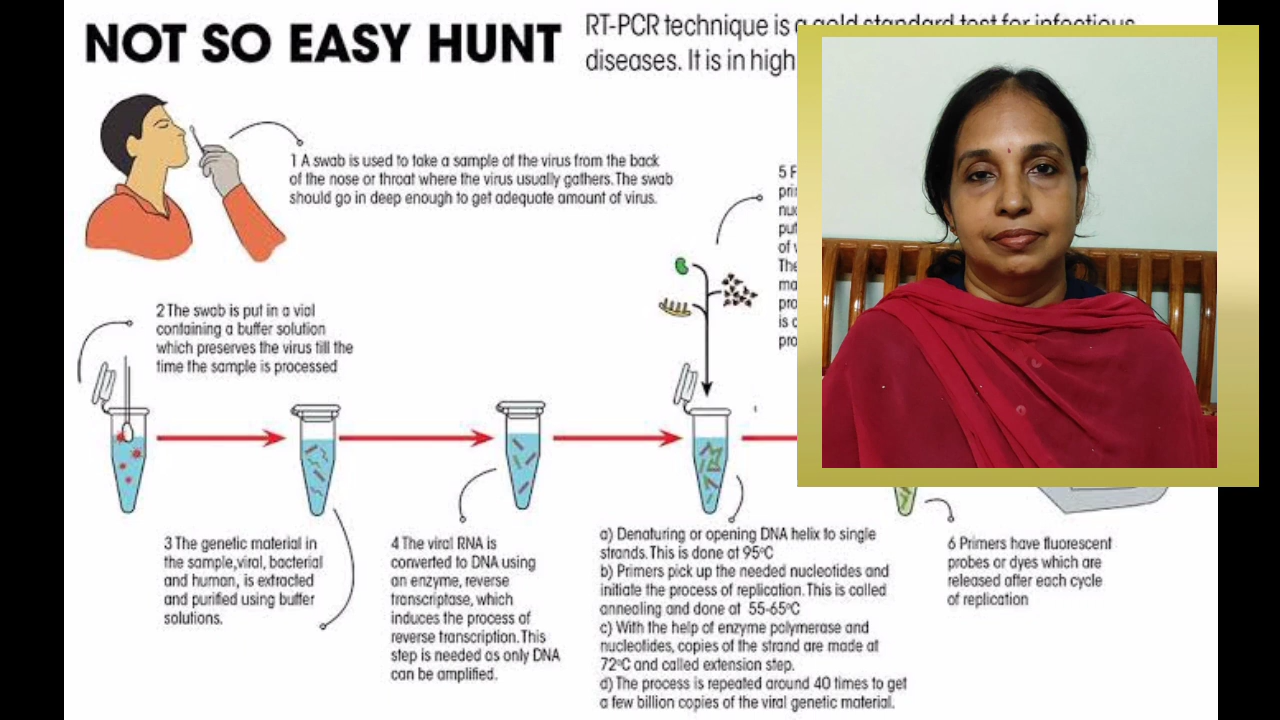 NOT SO EASY HUNT
RT-PCR technique is a gold standard test for infectious
diseases. It is in high
1 A swab is used to take a sample of the virus from the back
of the nose or throat where the virus usually gathers. The swab
should go in deep enough to get adequate amount of virus.
2 The swab is put in a vial
containing a buffer solution
which preserves the virus till the
time the sample is processed
3 The genetic material in
the sample,viral, bacterial
and human, is extracted
and purified using buffer
solutions.
4 The viral RNA is
converted to DNA using
an enzyme, reverse
transcriptase, which
induces the process of
reverse transcription. This
step is needed as only DNA
can be amplified.
5
of
The
is
a) Denaturing or opening DNA helix to single
strands. This is done at 95ºC
b) Primers pick up the needed nucleotides and
initiate the process of replication. This is called
annealing and done at 55-65ºC
c) With the help of enzyme polymerase and
nucleotides, copies of the strand are made at
72ºC and called extension step.
d) The process is repeated around 40 times to get
a few billion copies of the viral genetic material.
6 Primers have fluorescent
probes or dyes which are
released after each cycle
of replication